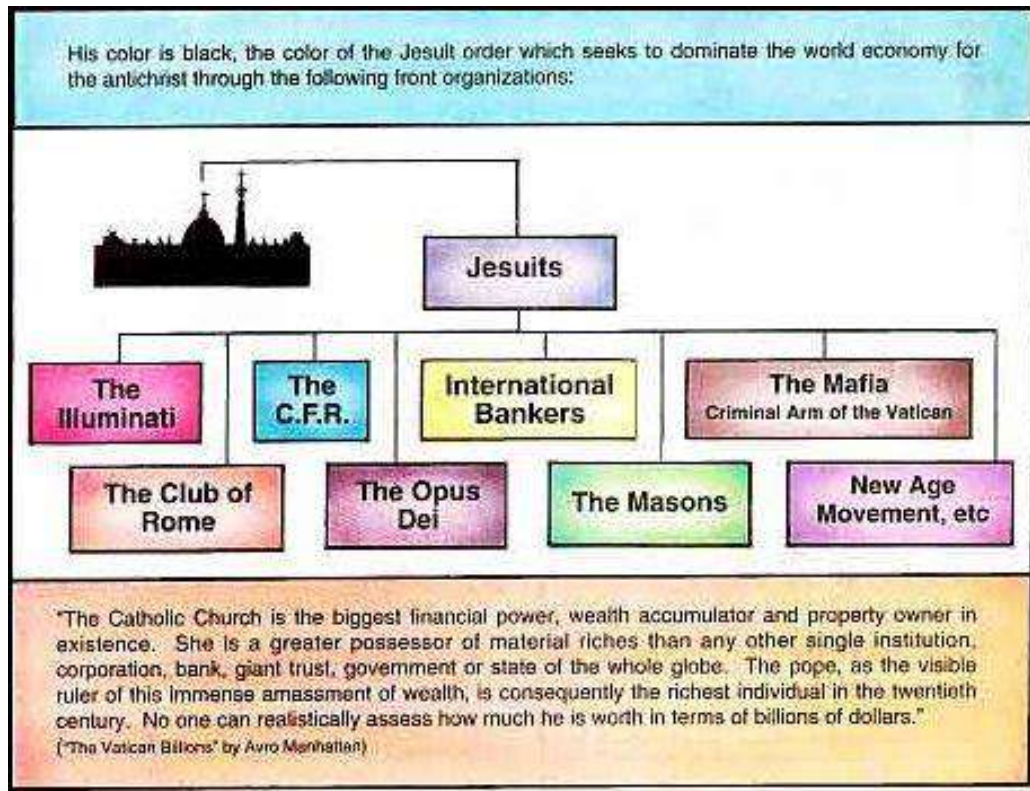 His color is black, the color of the Jesuit order which seeks to dominate the world economy for
the antichrist through the following front organizations:
Jesuits
The
Illuminati
The
C.F.R.
International
Bankers
The Mafia
Criminal Arm of the Vatican
The Club of
Rome
The Opus
Dei
The Masons
New Age
Movement, etc
"The Catholic Church is the biggest financial power, wealth accumulator and property owner in
existence. She is a greater possessor of material riches than any other single institution,
corporation, bank, giant trust, government or state of the whole globe. The pope, as the visible
ruler of this immense amassment of wealth, is consequently the richest individual in the twentieth
century. No one can realistically assess how much he is worth in terms of billions of dollars."
("The Vatican Billions" by Avro Manhattan)